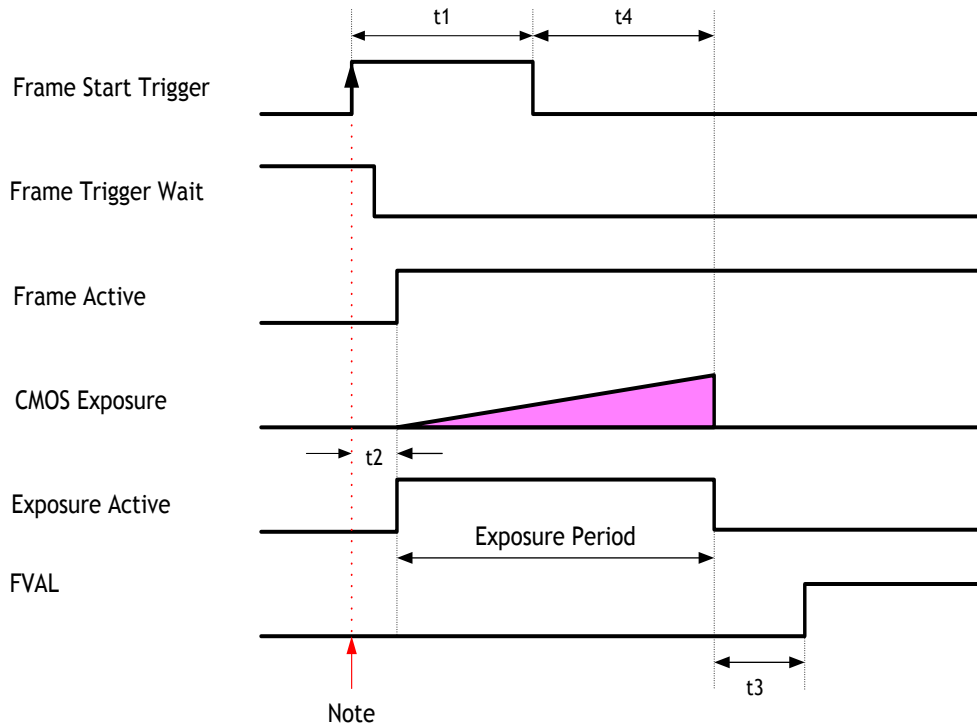 t1
t4
Frame Start Trigger
Frame Trigger Wait
Frame Active
CMOS Exposure
t2
Exposure Active
Exposure Period
FVAL
t3
Note